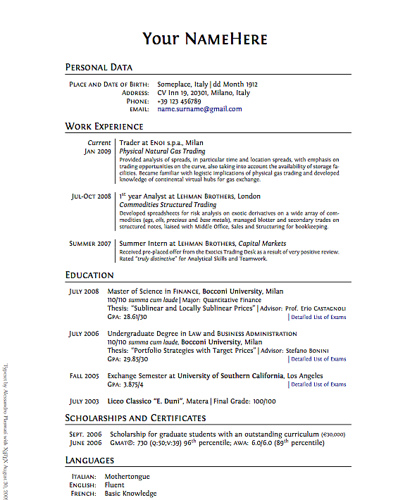 Your NameHere
Personal Data
Place and Date of Birth: Someplace, Italy | dd Month 1912
Address: CV Inn 19, 20301, Milano, Italy
Phone: +39 123 456789
email: name.surname@gmail.com
Work Experience
Current Trader at Enoi s.p.a., Milan
Jan 2009 Physical Natural Gas Trading
Provided analysis of spreads, in particular time and location spreads, with emphasis on
trading opportunities on the curve, also taking into account the availability of storage fa-
cilities. Became familiar with logistic implications of physical gas trading and developed
knowledge of continental virtual hubs for gas exchange.
Jul-Oct 2008 1st year Analyst at Lehman Brothers, London
Commodities Structured Trading
Developed spreadsheets for risk analysis on exotic derivatives on a wide array of com-
modities (ags, oils, precious and base metals), managed blotter and secondary trades on
structured notes, liaised with Middle Office, Sales and Structuring for bookkeeping.
Summer 2007 Summer Intern at Lehman Brothers, Capital Markets
Received pre-placed offer from the Exotics Trading Desk as a result of very positive review.
Rated "truly distinctive" for Analytical Skills and Teamwork.
Education
July 2008 Master of Science in Finance, Bocconi University, Milan
110/110 summa cum laude | Major: Quantitative Finance
Thesis: "Sublinear and Locally Sublinear Prices" | Advisor: Prof. Erio Castagnoli
Gpa: 28.61/30 | Detailed List of Exams
July 2006 Undergraduate Degree in Law and Business Administration
110/110 summa cum laude, Bocconi University, Milan
Thesis: "Portfolio Strategies with Target Prices" | Advisor: Stefano Bonini
Gpa: 29.85/30 | Detailed List of Exams
Fall 2005 Exchange Semester at University of Southern California, Los Angeles
Gpa: 3.875/4 | Detailed List of Exams
July 2003 Liceo Classico "E. Duni", Matera | Final Grade: 100/100
Scholarships and Certificates
Sept. 2006 Scholarship for graduate students with an outstanding curriculum (€30,000)
June 2006 Gmat®: 730 (q:50;v:39) 96th percentile; awa: 6.0/6.0 (89th percentile)
Languages
Italian: Mothertongue
English: Fluent
French: Basic Knowledge
Typeset by Alessandro Plasmati with XeTeX August 30, 200